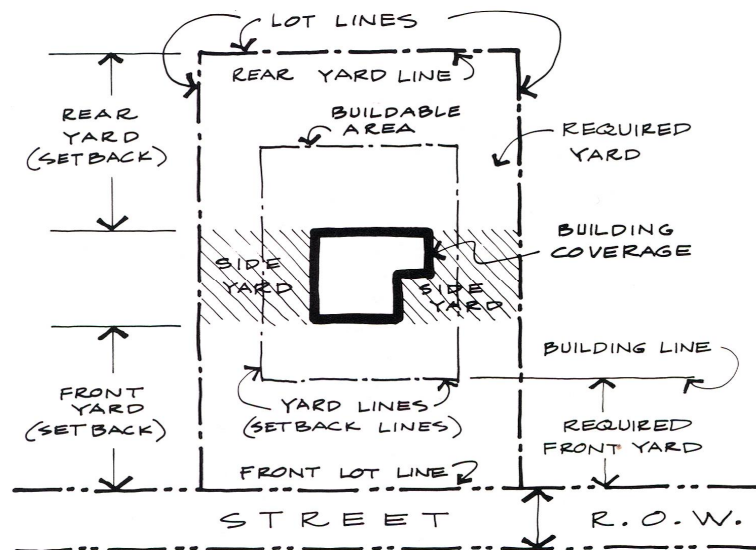 LOT LINES
REAR YARD LINE
BUILDABLE
AREA
REAR
YARD
(SETBACK)
REQUIRED
YARD
BUILDING
COVERAGE
SIDE
YARD
SIDE
YARD
BUILDING LINE
FRONT
YARD
(SETBACK)
YARD LINES
(SETBACK LINES)
REQUIRED
FRONT YARD
FRONT LOT LINE
STREET R.O.W.